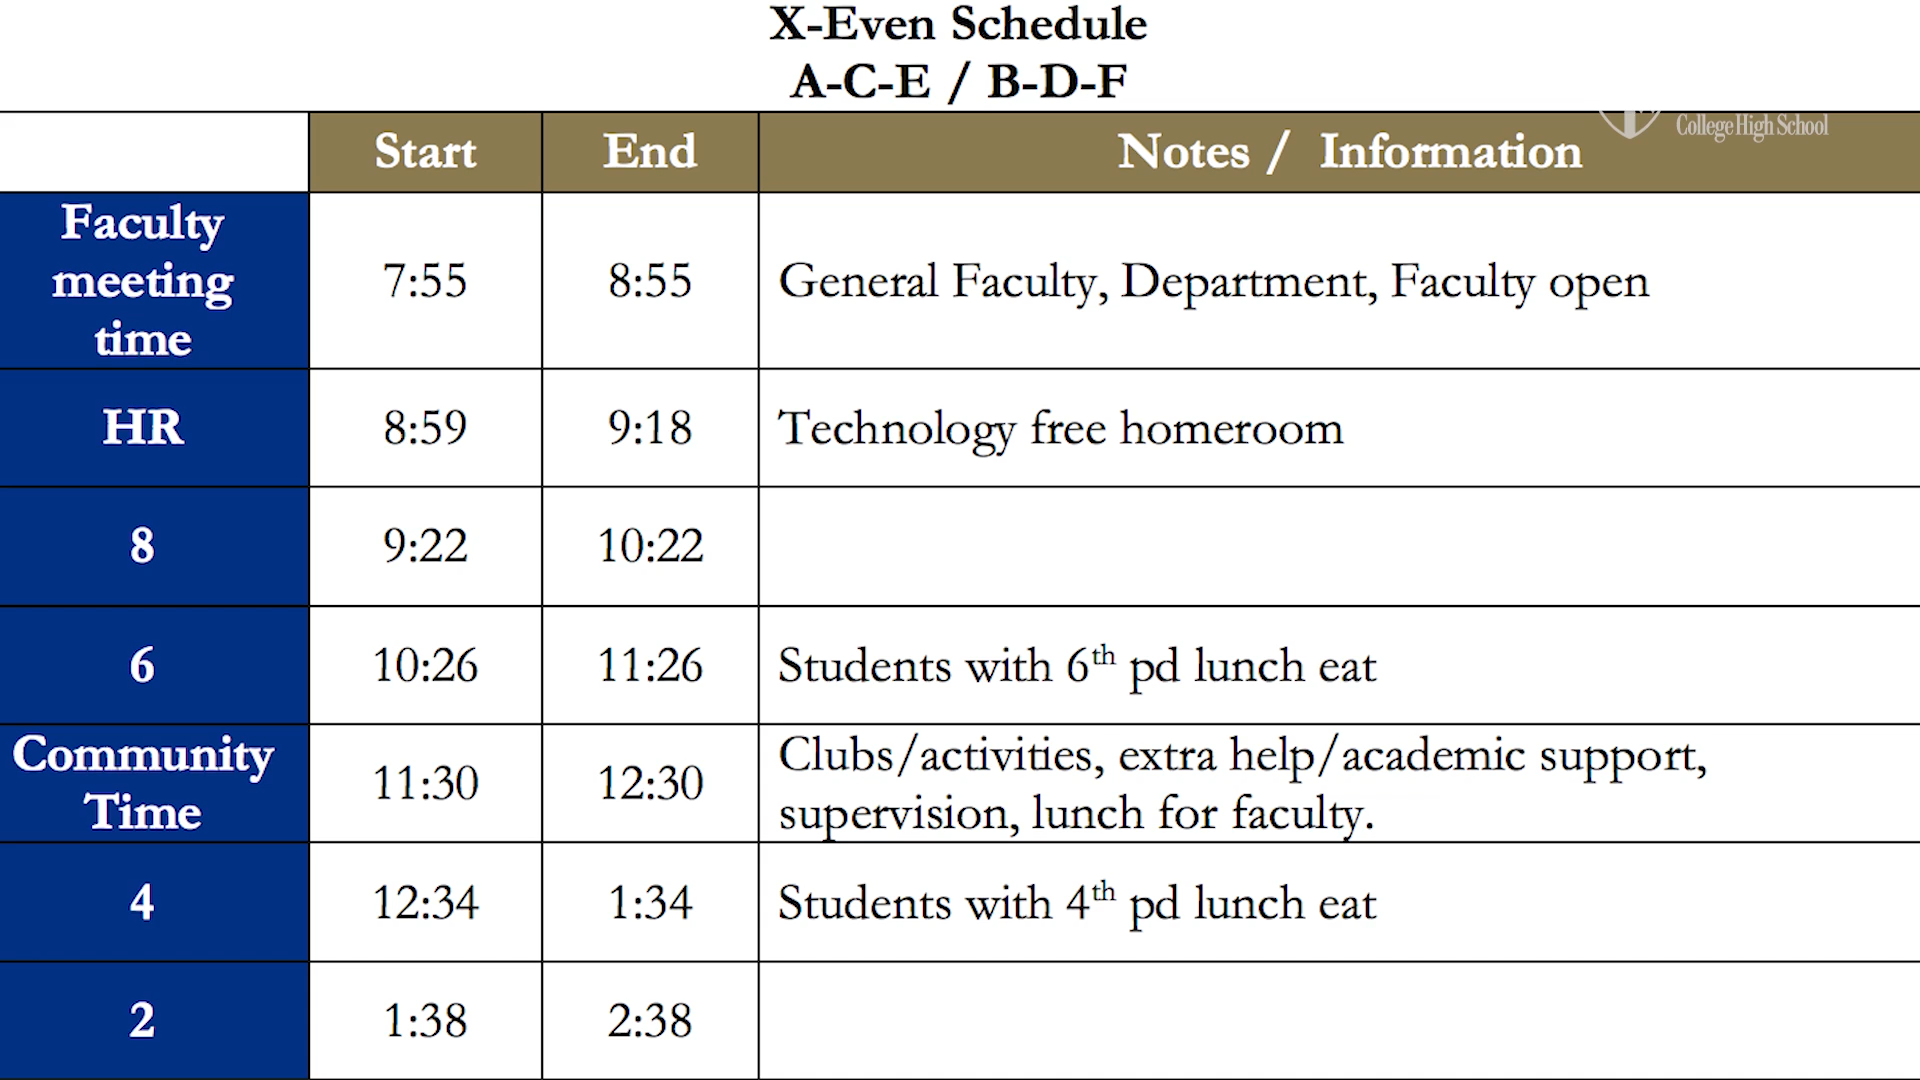 X-Even Schedule
A-C-E / B-D-F
Start End Notes / Information
College High School
Faculty meeting time 7:55 8:55 General Faculty, Department, Faculty open
HR 8:59 9:18 Technology free homeroom
8 9:22 10:22
6 10:26 11:26 Students with 6th pd lunch eat
Community Time 11:30 12:30 Clubs/activities, extra help/academic support,
supervision, lunch for faculty.
4 12:34 1:34 Students with 4th pd lunch eat
2 1:38 2:38